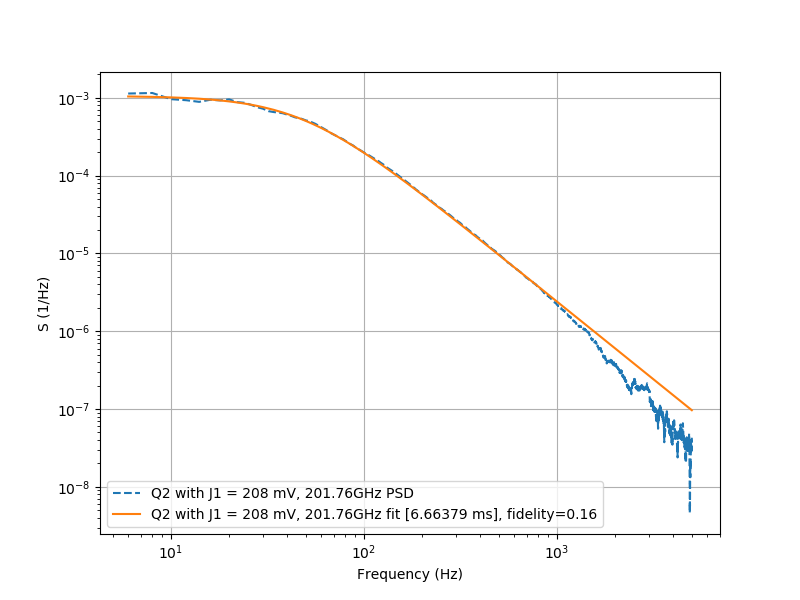 10⁻³
10⁻⁴
10⁻⁵
10⁻⁶
10⁻⁷
10⁻⁸
S (1/Hz)
Q2 with J1 = 208 mV, 201.76GHz PSD
Q2 with J1 = 208 mV, 201.76GHz fit [6.66379 ms], fidelity=0.16
10¹ 10² 10³
Frequency (Hz)